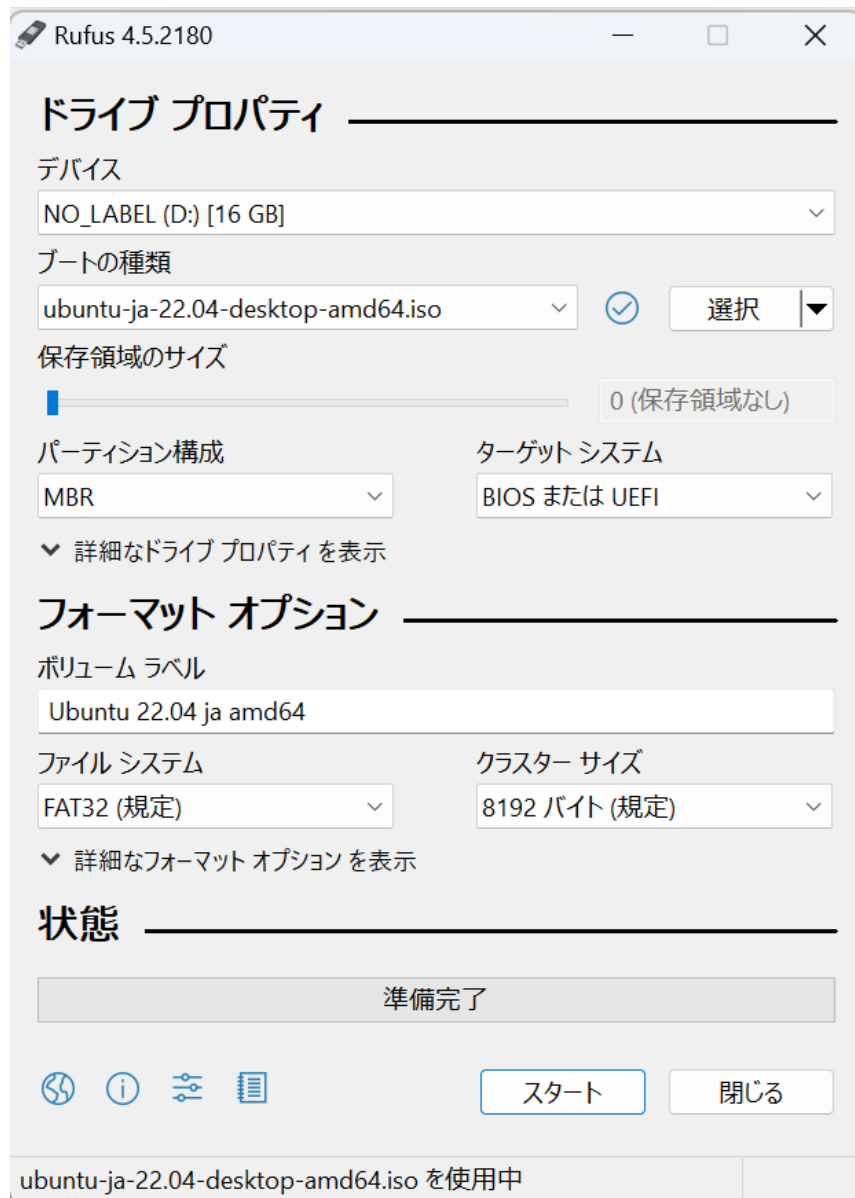 Rufus 4.5.2180
ドライブ プロパティ
デバイス
NO_LABEL (D:) [16 GB]
ブートの種類
ubuntu-ja-22.04-desktop-amd64.iso
選択
保存領域のサイズ
0 (保存領域なし)
パーティション構成
ターゲット システム
MBR
BIOS または UEFI
詳細なドライブ プロパティ を表示
フォーマット オプション
ボリューム ラベル
Ubuntu 22.04 ja amd64
ファイル システム
クラスター サイズ
FAT32 (規定)
8192 バイト (規定)
詳細なフォーマット オプション を表示
状態
準備完了
スタート
閉じる
ubuntu-ja-22.04-desktop-amd64.iso を使用中